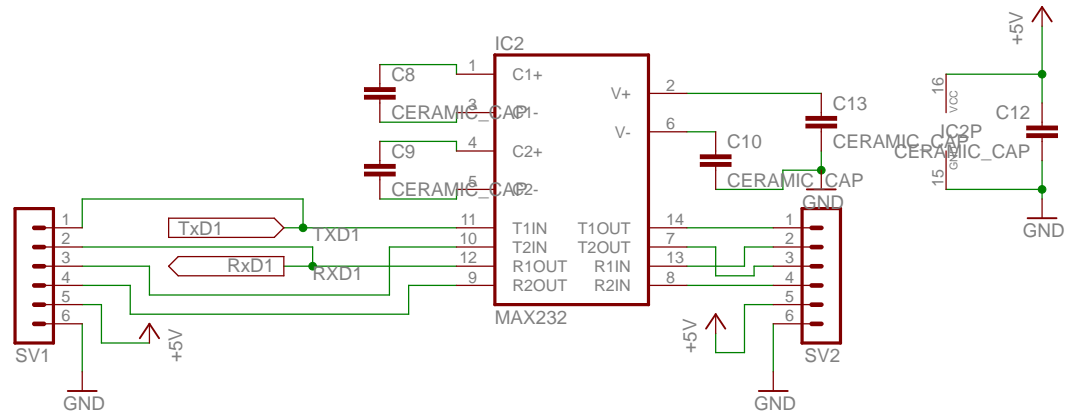 +5V
IC2
1
C8
C1+
16
VCC
2
V+
C13
C12
3
CERAMIC_CAP
C1-
6
V-
C10
CERAMIC_CAP
IC2P
CERAMIC_CAP
4
C9
C2+
GND
15
5
CERAMIC_CAP
C2-
CERAMIC_CAP
GND
GND
1
TxD1
TXD1
11
T1IN
T1OUT
14
1
2
10
T2IN
T2OUT
7
2
3
RxD1
RXD1
12
R1OUT
R1IN
13
3
4
9
R2OUT
R2IN
8
4
5
5
6
MAX232
6
SV1
+5V
+5V
SV2
GND
GND